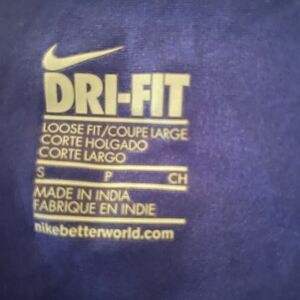 DRI-FIT
LOOSE FIT/COUPE LARGE
CORTE HOLGADO
CORTE LARGO
S P CH
MADE IN INDIA
FABRIQUE EN INDIE
nikebetterworld.com